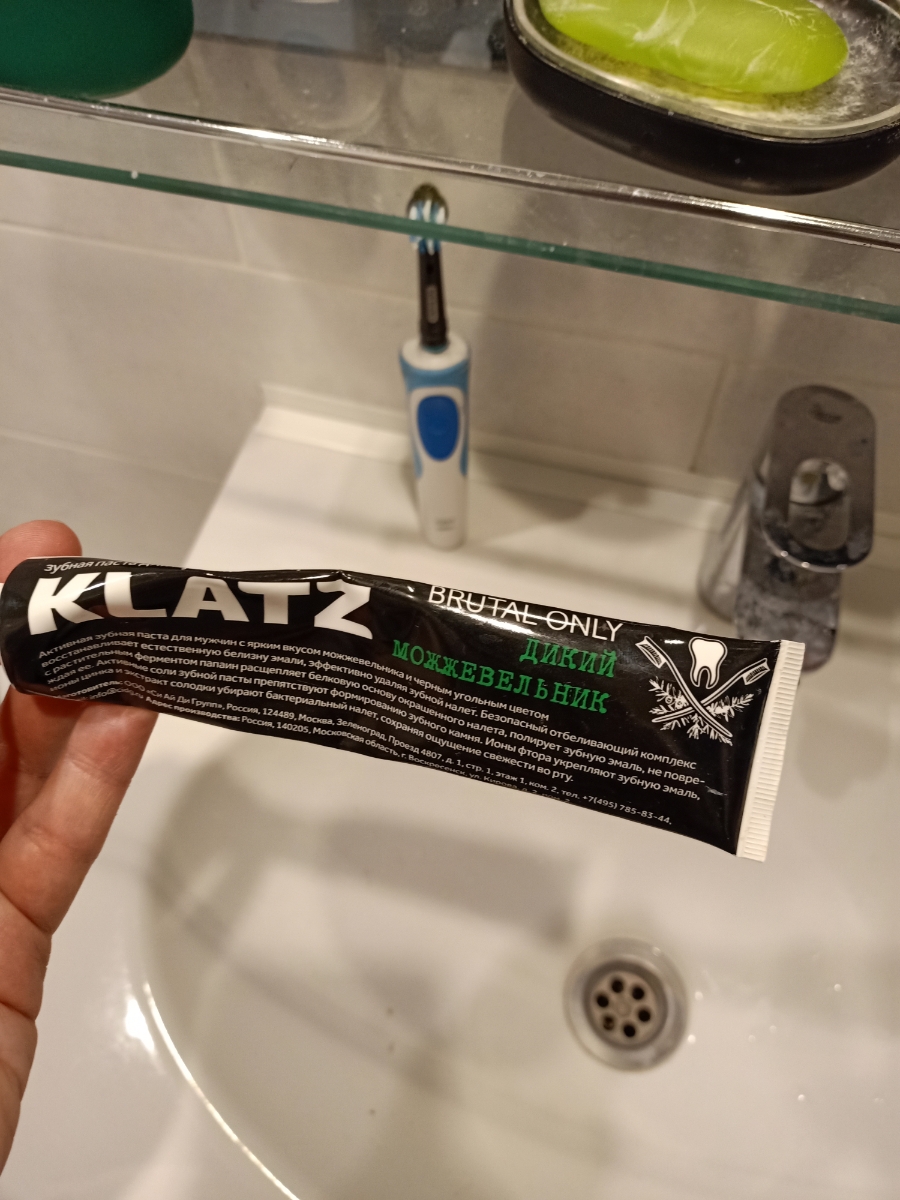 Зубная паста
KLATZ
BRUTAL ONLY
ДИКИЙ
МОЖЖЕВЕЛЬНИК
Активная зубная паста для мужчин с ярким вкусом можжевельника и черным угольным цветом
восстанавливает естественную белизну эмали, эффективно удаляя зубной налет. Безопасный отбеливающий комплекс
с растительным ферментом папаин расщепляет белковую основу окрашенного налета, полирует зубную эмаль, не повре-
ждая ее. Активные соли зубной пасты препятствуют формированию зубного камня. Ионы фтора укрепляют зубную эмаль,
ионы цинка и экстракт солодки убирают бактериальный налет, сохраняя ощущение свежести во рту.
Изготовитель: ООО «Си Ай Ди Групп», Россия, 124489, Москва, Зеленоград, Проезд 4807, д. 1, стр. 1, этаж 1, ком. 2, тел. +7(495) 785-83-44,
Адрес производства: Россия, 140205, Московская область, г. Воскресенск, ул. Кирова, д. 3, стр. 2